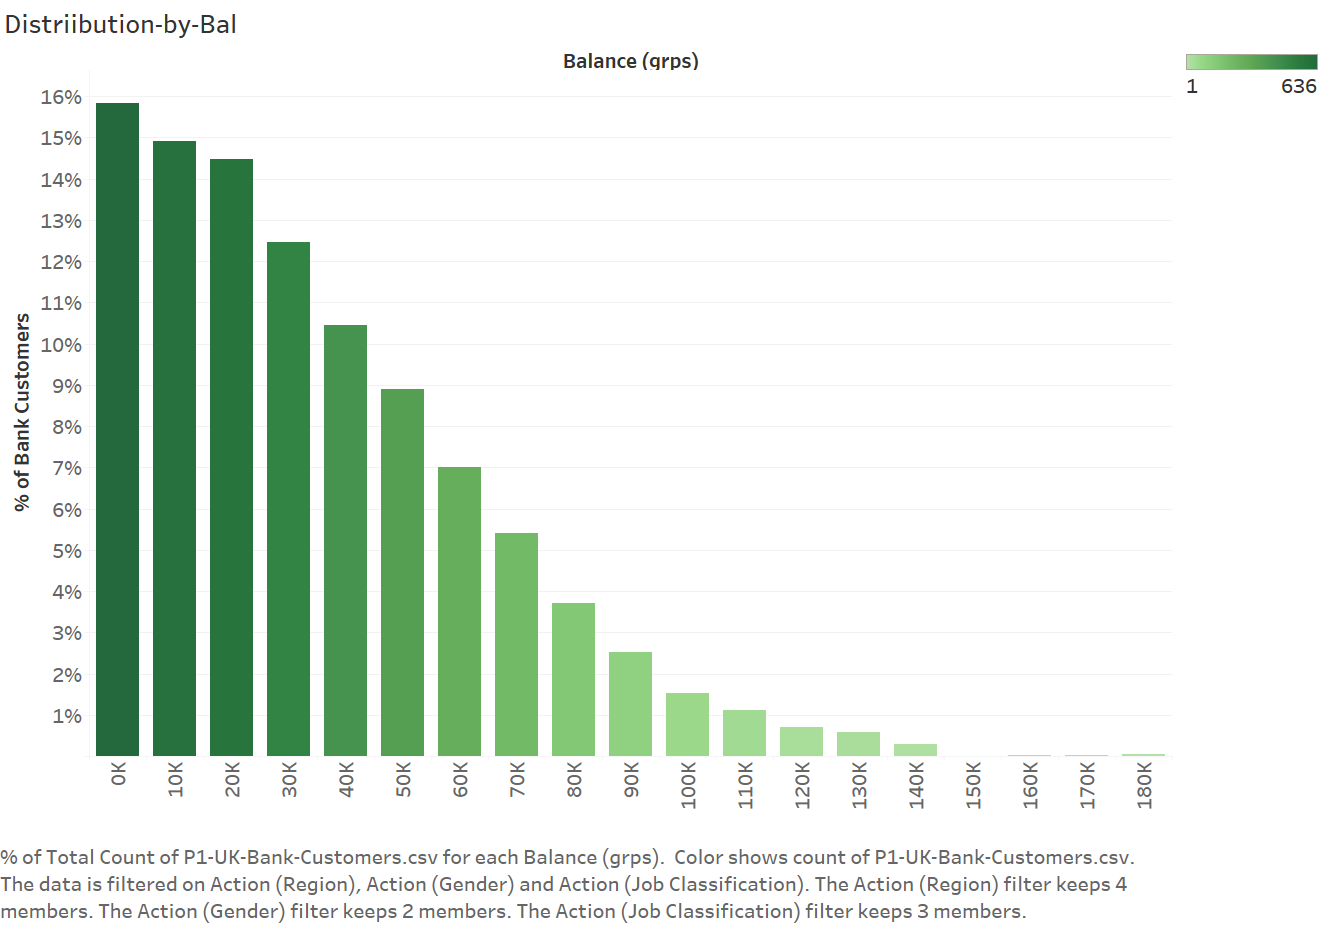 Distriibution-by-Bal
Balance (grps)
1 636
% of Bank Customers
16%
15%
14%
13%
12%
11%
10%
9%
8%
7%
6%
5%
4%
3%
2%
1%
0K 10K 20K 30K 40K 50K 60K 70K 80K 90K 100K 110K 120K 130K 140K 150K 160K 170K 180K
% of Total Count of P1-UK-Bank-Customers.csv for each Balance (grps).  Color shows count of P1-UK-Bank-Customers.csv.
The data is filtered on Action (Region), Action (Gender) and Action (Job Classification). The Action (Region) filter keeps 4
members. The Action (Gender) filter keeps 2 members. The Action (Job Classification) filter keeps 3 members.